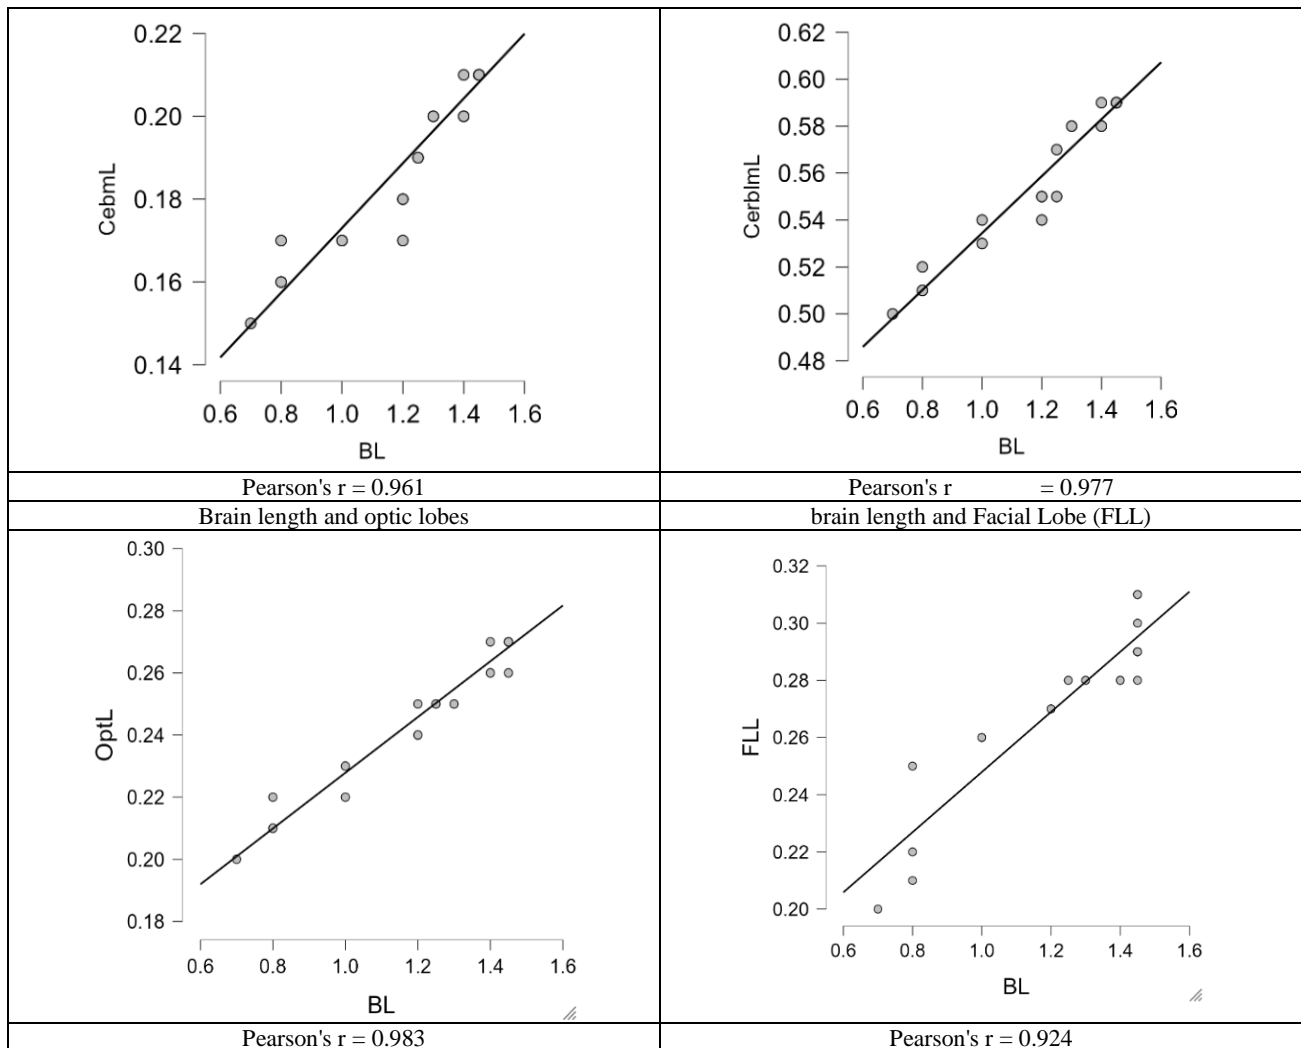 0.22
0.20
0.18
0.16
0.14
CebmL
0.6 0.8 1.0 1.2 1.4 1.6
BL
0.62
0.60
0.58
0.56
0.54
0.52
0.50
0.48
CerblmL
0.6 0.8 1.0 1.2 1.4 1.6
BL
Pearson's r = 0.961
Pearson's r = 0.977
Brain length and optic lobes
brain length and Facial Lobe (FLL)
0.30
0.28
0.26
0.24
0.22
0.20
0.18
OptL
0.6 0.8 1.0 1.2 1.4 1.6
BL
0.32
0.30
0.28
0.26
0.24
0.22
0.20
FLL
0.6 0.8 1.0 1.2 1.4 1.6
BL
Pearson's r = 0.983
Pearson's r = 0.924